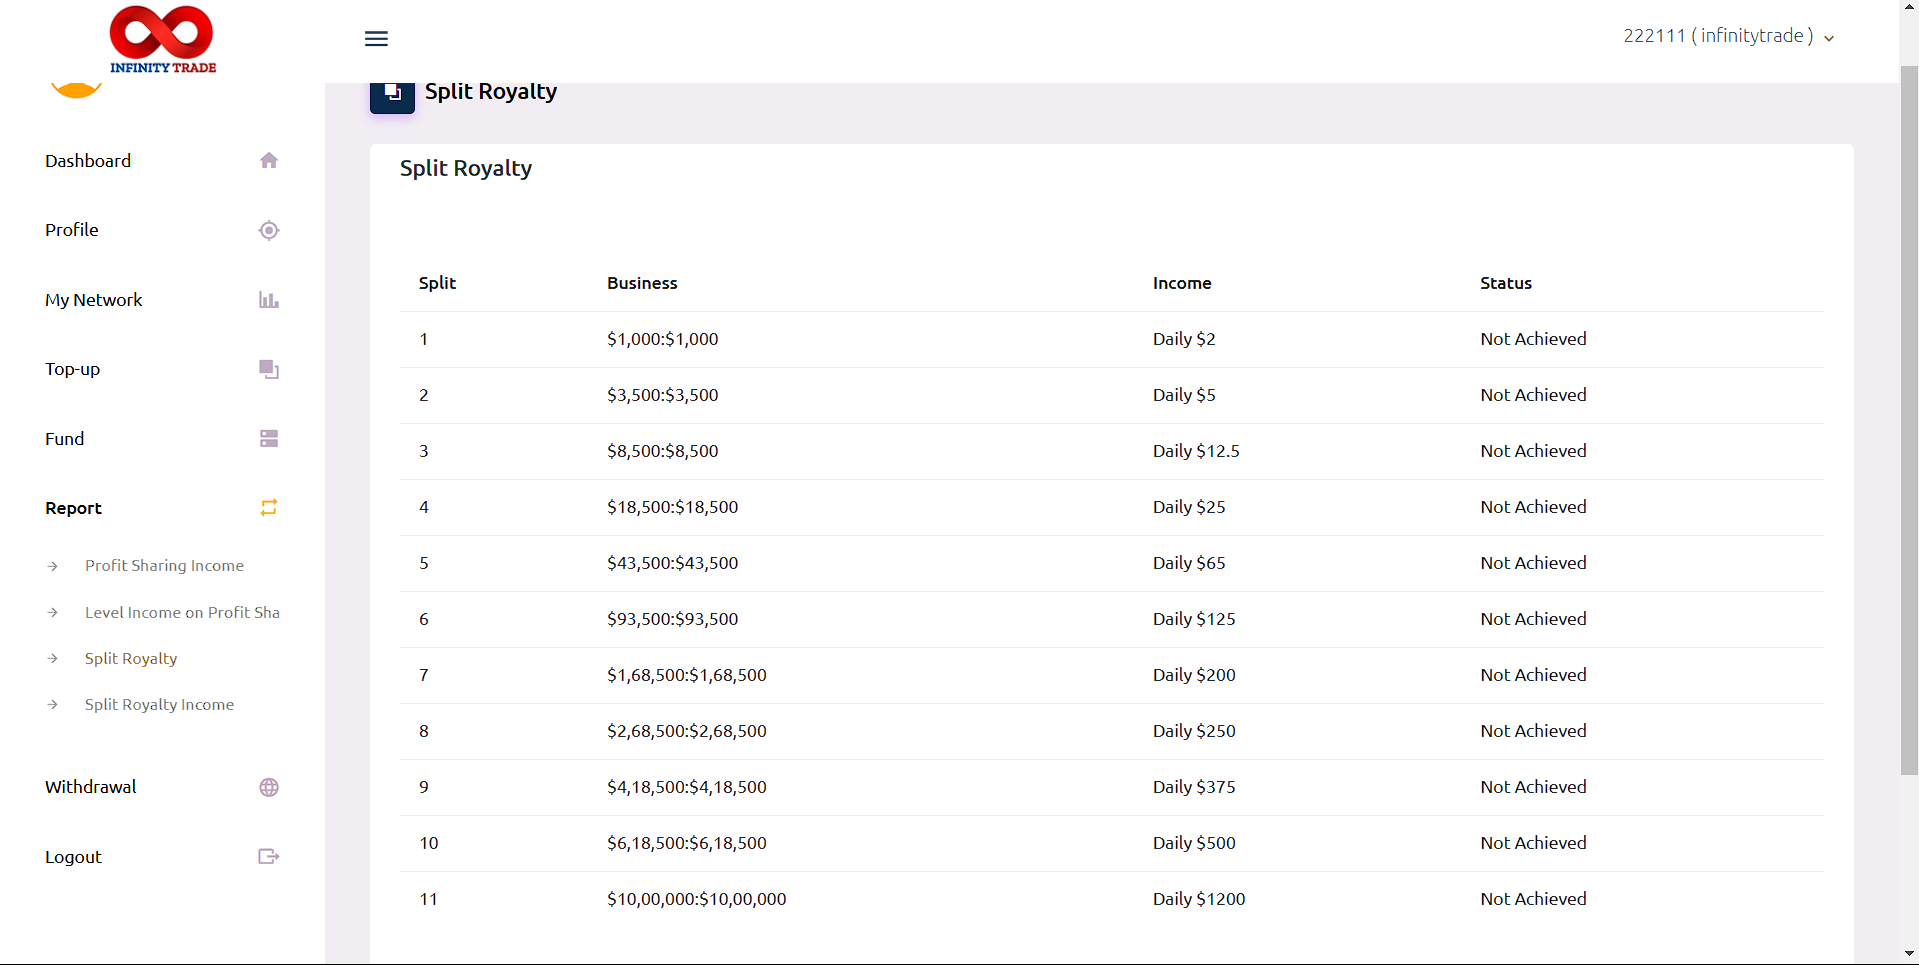 INFINITY TRADE
222111 ( infinitytrade )
Split Royalty
Dashboard
Profile
My Network
Top-up
Fund
Report
Profit Sharing Income
Level Income on Profit Sha
Split Royalty
Split Royalty Income
Withdrawal
Logout
Split Royalty
Split Business Income Status
1 $1,000:$1,000 Daily $2 Not Achieved
2 $3,500:$3,500 Daily $5 Not Achieved
3 $8,500:$8,500 Daily $12.5 Not Achieved
4 $18,500:$18,500 Daily $25 Not Achieved
5 $43,500:$43,500 Daily $65 Not Achieved
6 $93,500:$93,500 Daily $125 Not Achieved
7 $1,68,500:$1,68,500 Daily $200 Not Achieved
8 $2,68,500:$2,68,500 Daily $250 Not Achieved
9 $4,18,500:$4,18,500 Daily $375 Not Achieved
10 $6,18,500:$6,18,500 Daily $500 Not Achieved
11 $10,00,000:$10,00,000 Daily $1200 Not Achieved